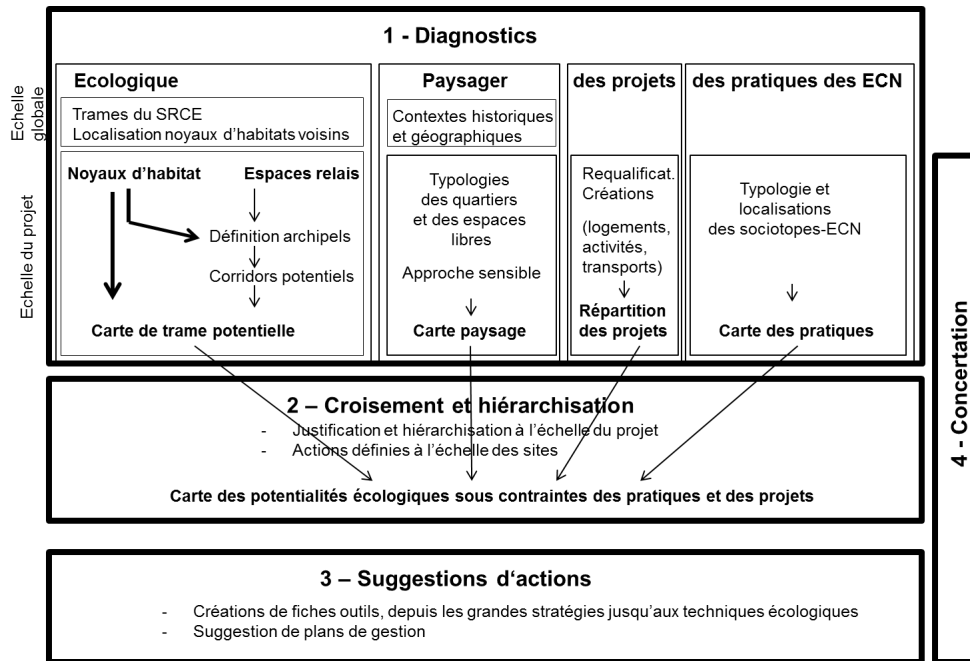 1 - Diagnostics
Echelle
globale
Ecologique
Trames du SRCE
Localisation noyaux d'habitats voisins
Paysager
Contextes historiques
et géographiques
des projets
des pratiques des ECN
Echelle du projet
Noyaux d'habitat
Espaces relais
Définition archipels
Corridors potentiels
Carte de trame potentielle
Typologies
des quartiers
et des espaces
libres
Approche sensible
Carte paysage
Requalificat.
Créations
(logements,
activités,
transports)
Répartition
des projets
Typologie et
localisations
des sociotopes-ECN
Carte des pratiques
2 – Croisement et hiérarchisation
- Justification et hiérarchisation à l'échelle du projet
- Actions définies à l'échelle des sites
Carte des potentialités écologiques sous contraintes des pratiques et des projets
3 – Suggestions d'actions
- Créations de fiches outils, depuis les grandes stratégies jusqu'aux techniques écologiques
- Suggestion de plans de gestion
4 - Concertation